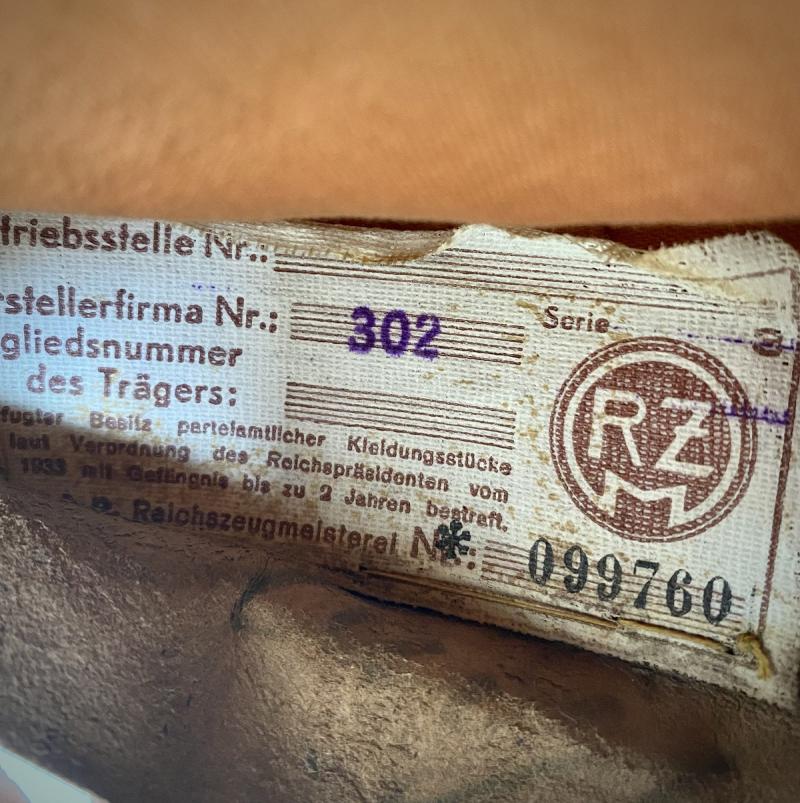 triebsstelle Nr.:
rstellerfirma Nr.: 302
Serie
gliedsnummer
des Trägers:
RZM
fugter Besitz parteiamtlicher Kleidungsstücke
laut Verordnung des Reichspräsidenten vom
1933 mit Gefängnis bis zu 2 Jahren bestraft.
Reichszeugmeisterei Nr.: 099760